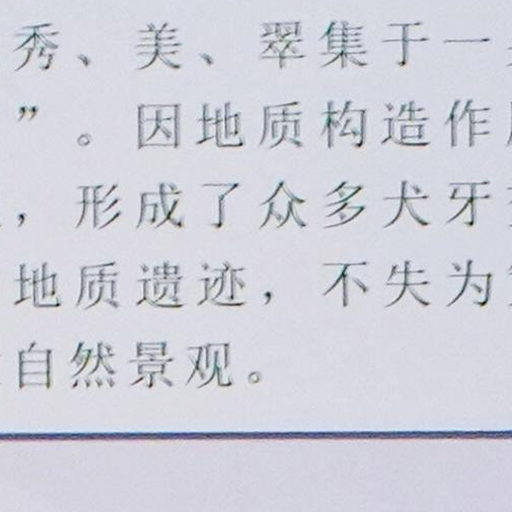 秀、美、翠集于一
”。因地质构造作
，形成了众多犬牙
地质遗迹，不失为
自然景观。